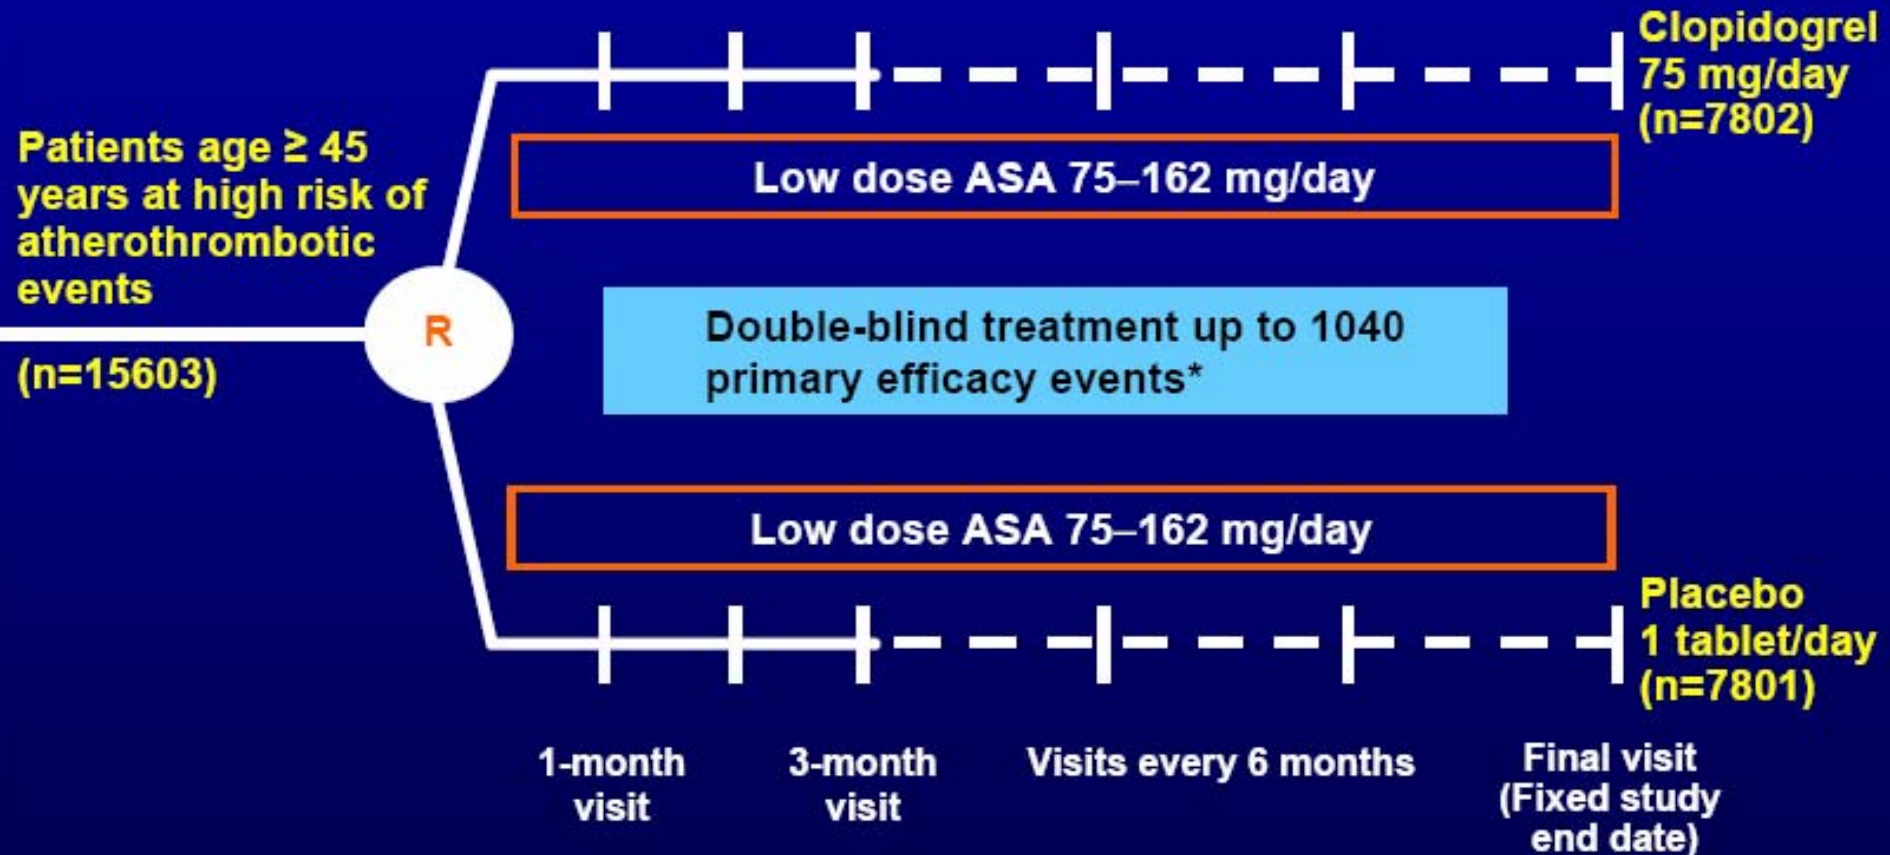 Patients age ≥ 45
years at high risk of
atherothrombotic
events
(n=15603)
R
Clopidogrel
75 mg/day
(n=7802)
Low dose ASA 75–162 mg/day
Double-blind treatment up to 1040
primary efficacy events*
Low dose ASA 75–162 mg/day
Placebo
1 tablet/day
(n=7801)
1-month
visit
3-month
visit
Visits every 6 months
Final visit
(Fixed study
end date)